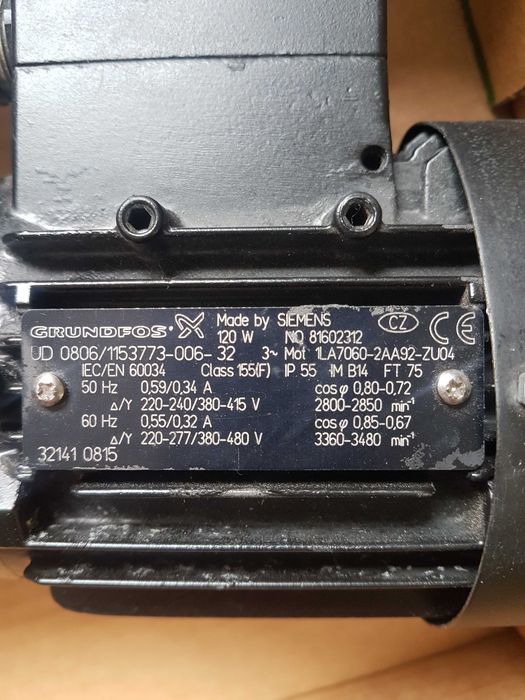 GRUNDFOS Made by SIEMENS CZ CE
120 W NO 81602312
UD 0806/1153773-006-32 3~ Mot 1LA7060-2AA92-ZU04
IEC/EN 60034 Class 155(F) IP 55 IM B14 FT 75
50 Hz 0,59/0,34 A cosφ 0,80-0,72
Δ/Y 220-240/380-415 V 2800-2850 min⁻¹
60 Hz 0,55/0,32 A cosφ 0,85-0,67
Δ/Y 220-277/380-480 V 3360-3480 min⁻¹
32141 0815